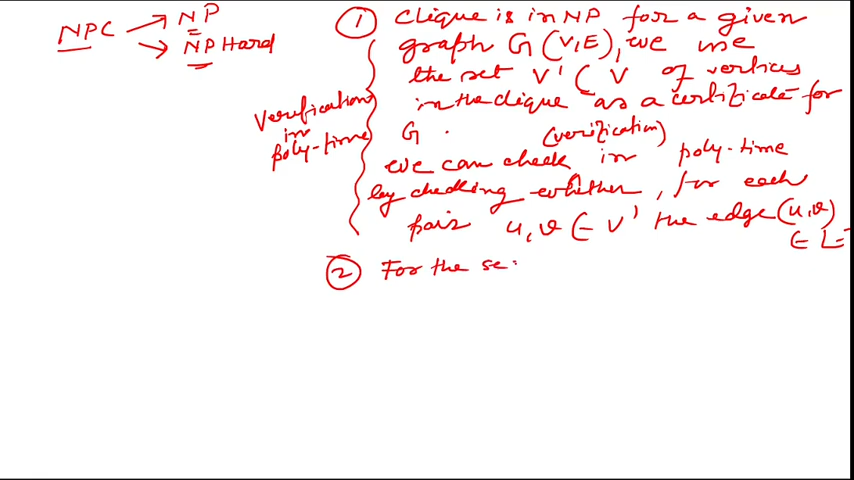 NPC
NP
NP Hard
① Clique is in NP for a given
graph G (V,E), we use
the set V' ⊂ V of vertices
in the clique as a certificate for
G.
(verification)
we can check in poly-time
by checking whether, for each
pair u, v ∈ V' the edge (u,v)
∈ E
Verification
in
poly-time
② For the se